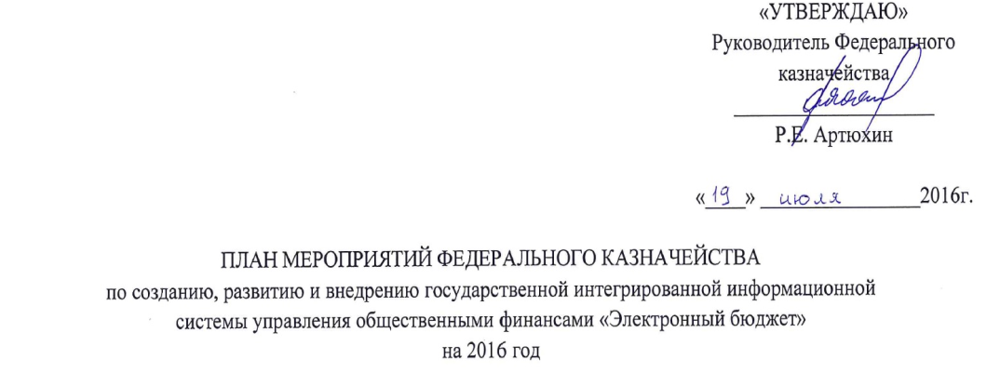 «УТВЕРЖДАЮ»
Руководитель Федерального
казначейства
Р.Е. Артюхин
«19» июля 2016г.
ПЛАН МЕРОПРИЯТИЙ ФЕДЕРАЛЬНОГО КАЗНАЧЕЙСТВА
по созданию, развитию и внедрению государственной интегрированной информационной
системы управления общественными финансами «Электронный бюджет»
на 2016 год